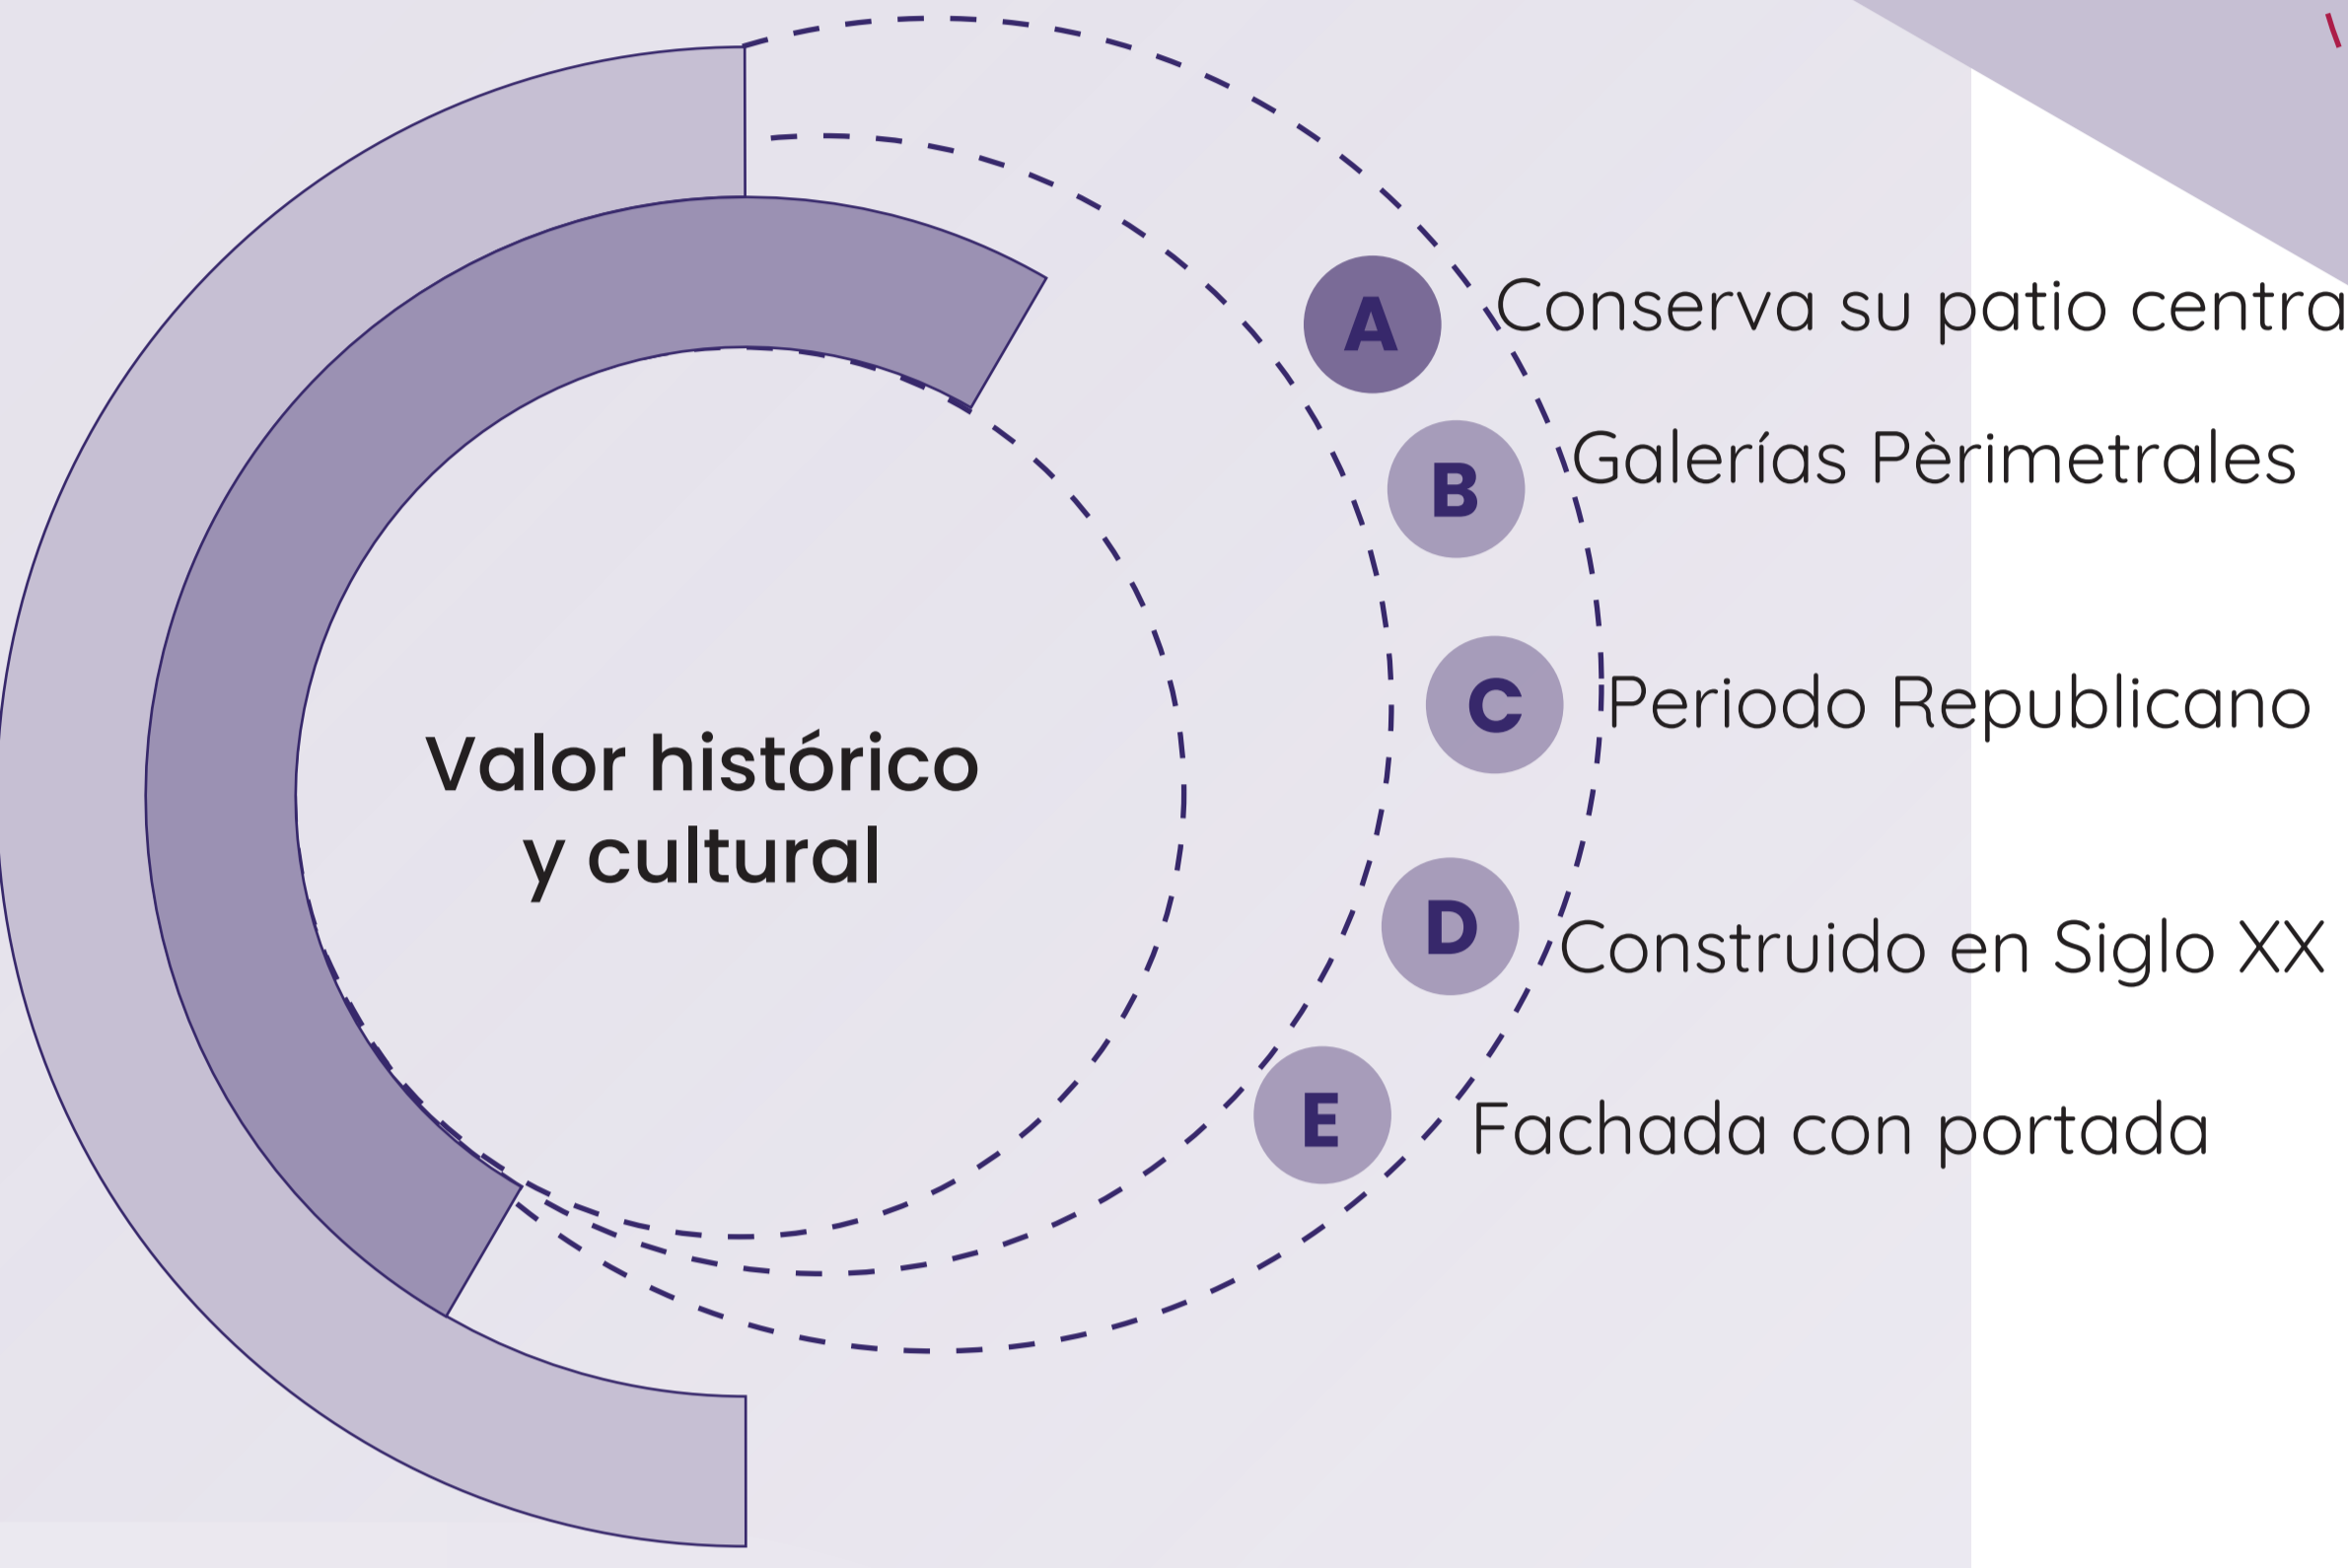 A Conserva su patio centra
B Galerías Pèrimetrales
C Periodo Republicano
Valor histórico
y cultural
D Construido en Siglo XX
E Fachada con portada